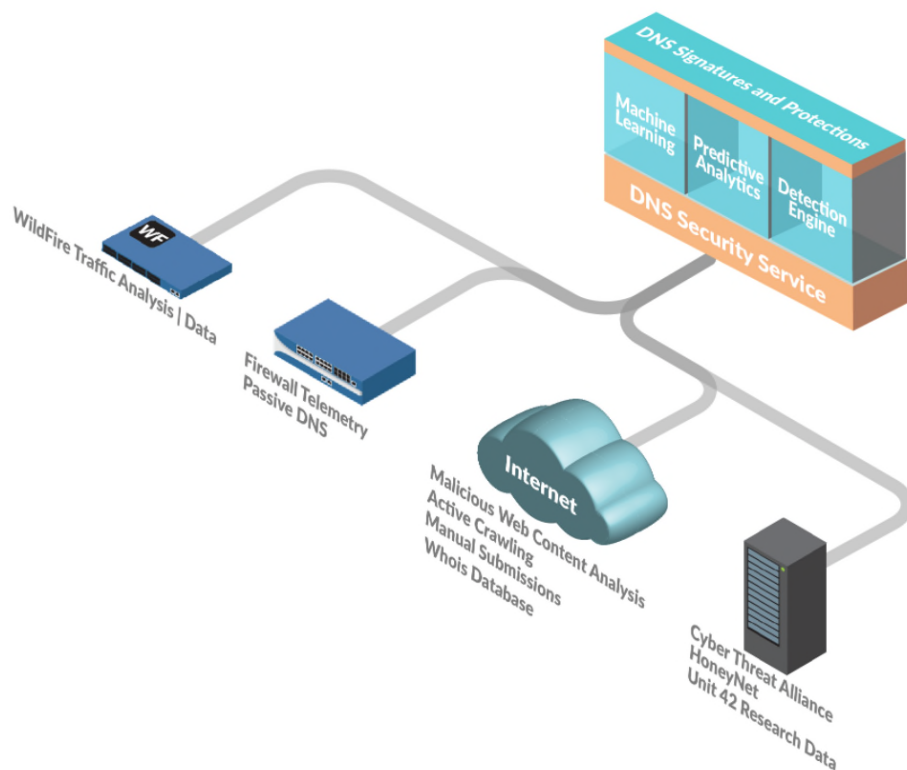 DNS Signatures and Protections
Machine
Learning
Predictive
Analytics
Detection
Engine
DNS Security Service
WF
WildFire Traffic Analysis | Data
Firewall Telemetry
Passive DNS
Internet
Malicious Web Content Analysis
Active Crawling
Manual Submissions
Whois Database
Cyber Threat Alliance
HoneyNet
Unit 42 Research Data